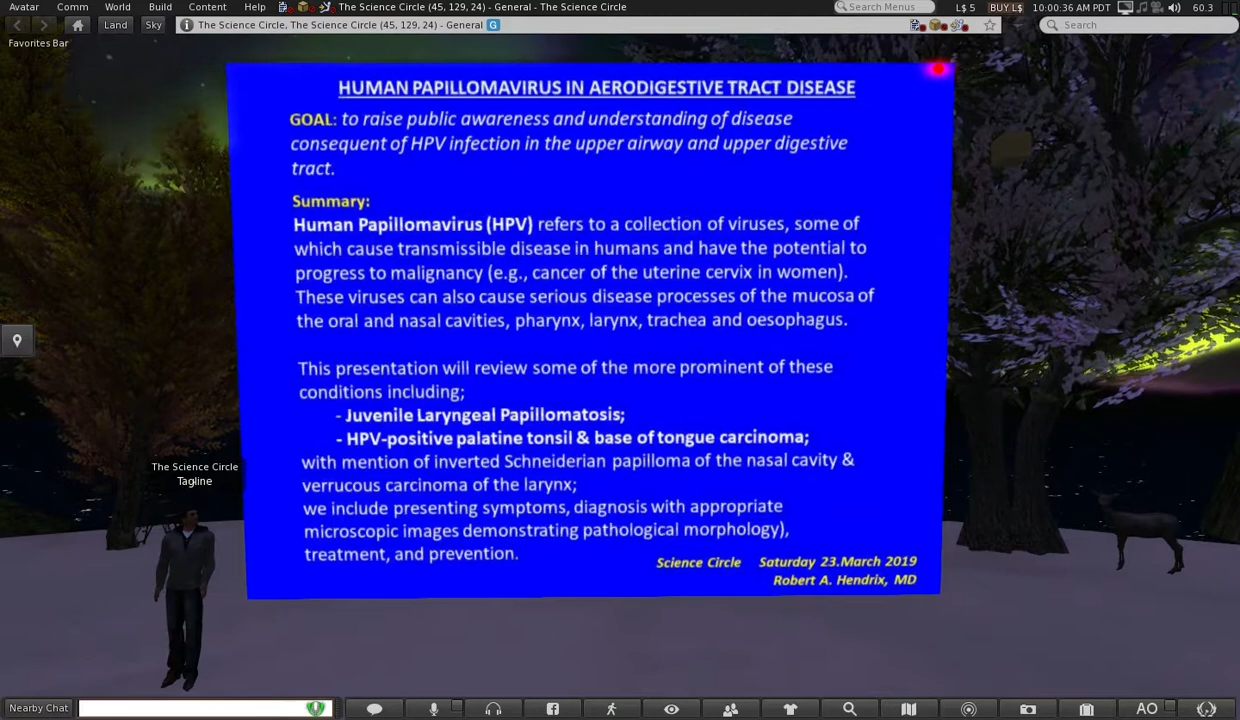 Avatar Comm World Build Content Help The Science Circle (45, 129, 24) - General - The Science Circle Search Menus L$ 5 BUY L$ 10:00:36 AM PDT 60.3
Land Sky The Science Circle, The Science Circle (45, 129, 24) - General G Search
Favorites Bar
HUMAN PAPILLOMAVIRUS IN AERODIGESTIVE TRACT DISEASE
GOAL: to raise public awareness and understanding of disease
consequent of HPV infection in the upper airway and upper digestive
tract.
Summary:
Human Papillomavirus (HPV) refers to a collection of viruses, some of
which cause transmissible disease in humans and have the potential to
progress to malignancy (e.g., cancer of the uterine cervix in women).
These viruses can also cause serious disease processes of the mucosa of
the oral and nasal cavities, pharynx, larynx, trachea and oesophagus.
This presentation will review some of the more prominent of these
conditions including;
- Juvenile Laryngeal Papillomatosis;
- HPV-positive palatine tonsil & base of tongue carcinoma;
with mention of inverted Schneiderian papilloma of the nasal cavity &
verrucous carcinoma of the larynx;
we include presenting symptoms, diagnosis with appropriate
microscopic images demonstrating pathological morphology),
treatment, and prevention.
Science Circle Saturday 23.March 2019
Robert A. Hendrix, MD
The Science Circle
Tagline
Nearby Chat AO